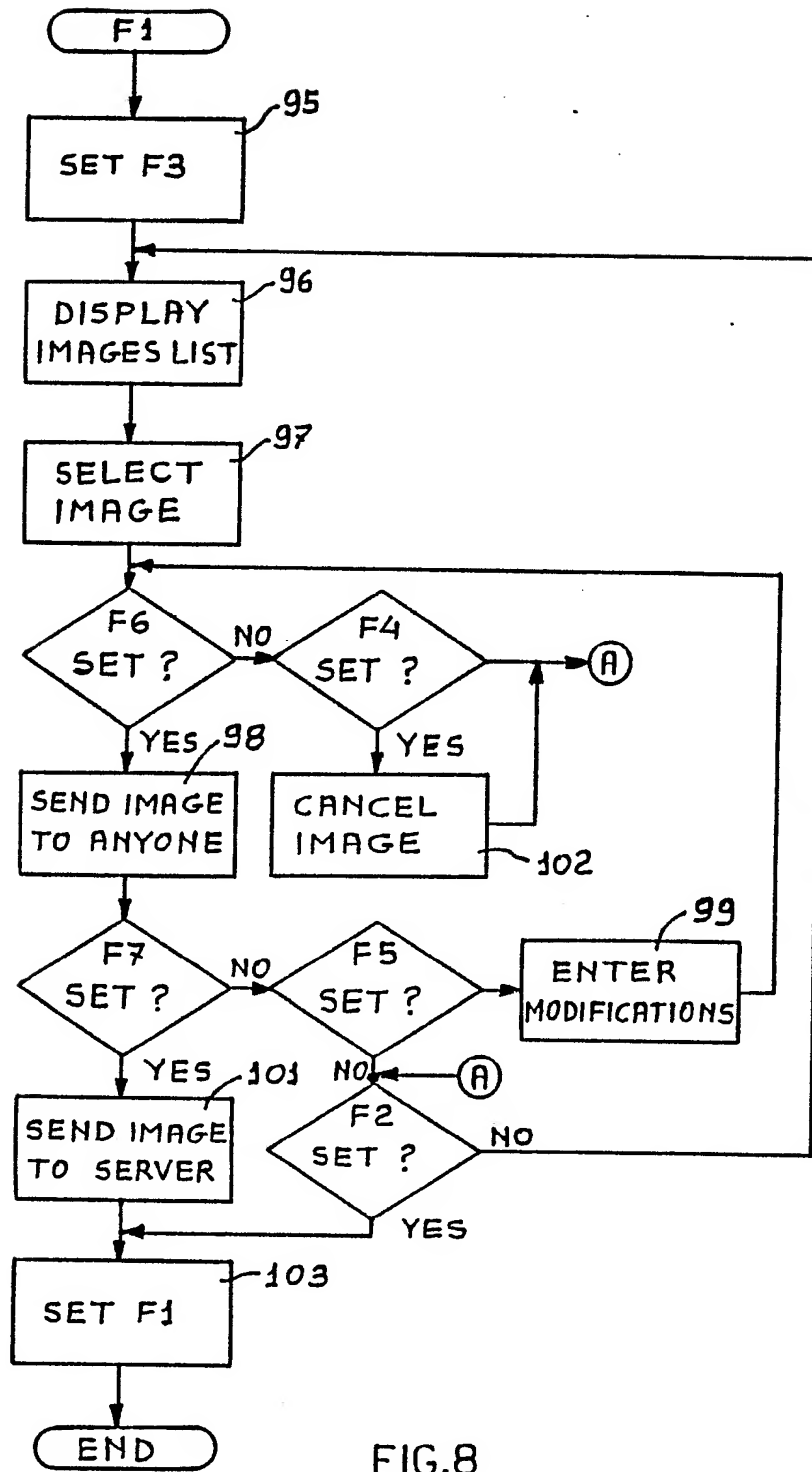 F1
95
SET F3
96
DISPLAY
IMAGES LIST
97
SELECT
IMAGE
F6
SET ?
NO
F4
SET ?
A
YES
98
YES
SEND IMAGE
TO ANYONE
CANCEL
IMAGE
102
F7
SET ?
NO
F5
SET ?
99
ENTER
MODIFICATIONS
YES
101
NO
A
SEND IMAGE
TO SERVER
F2
SET ?
NO
YES
103
SET F1
END
FIG.8